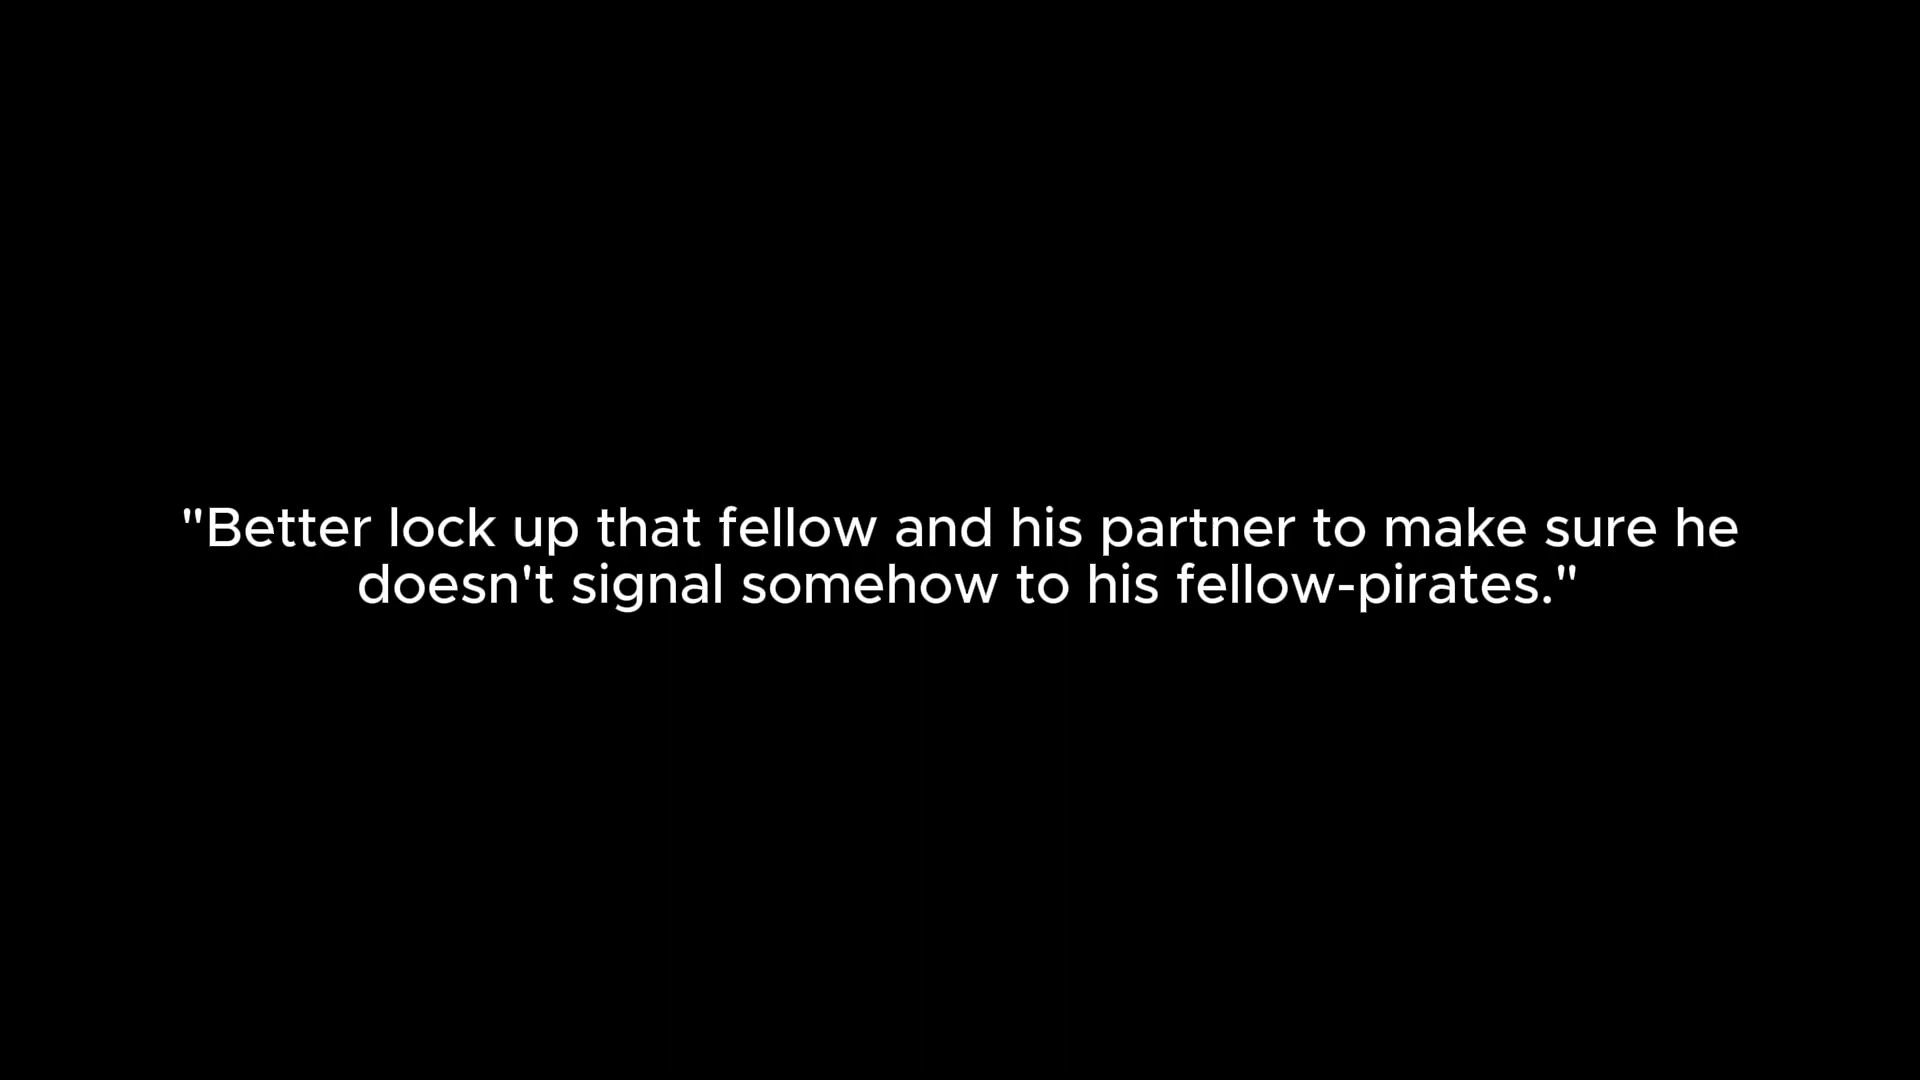 "Better lock up that fellow and his partner to make sure he
doesn't signal somehow to his fellow-pirates."